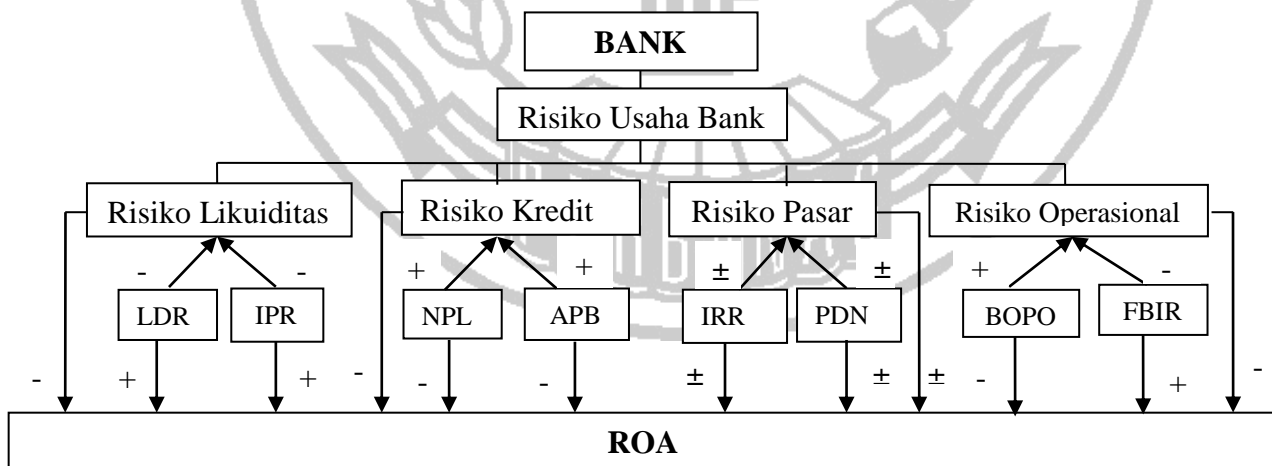 BANK
Risiko Usaha Bank
Risiko Likuiditas Risiko Kredit Risiko Pasar Risiko Operasional
- - + + ± ± + -
LDR IPR NPL APB IRR PDN BOPO FBIR
- + + - - - ± ± ± - + -
ROA